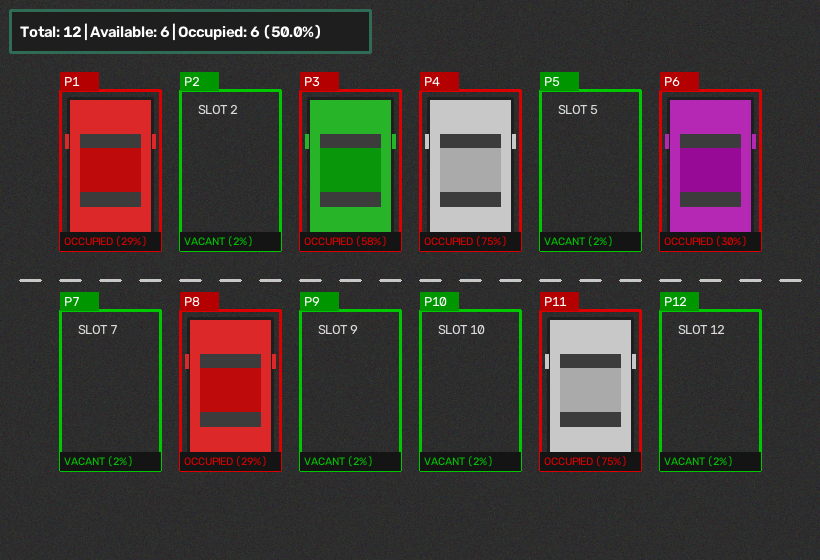 Total: 12 | Available: 6 | Occupied: 6 (50.0%)
P1 P2 P3 P4 P5 P6
SLOT 2 SLOT 5
OCCUPIED (29%) VACANT (2%) OCCUPIED (58%) OCCUPIED (75%) VACANT (2%) OCCUPIED (30%)
P7 P8 P9 P10 P11 P12
SLOT 7 SLOT 9 SLOT 10 SLOT 12
VACANT (2%) OCCUPIED (29%) VACANT (2%) VACANT (2%) OCCUPIED (75%) VACANT (2%)